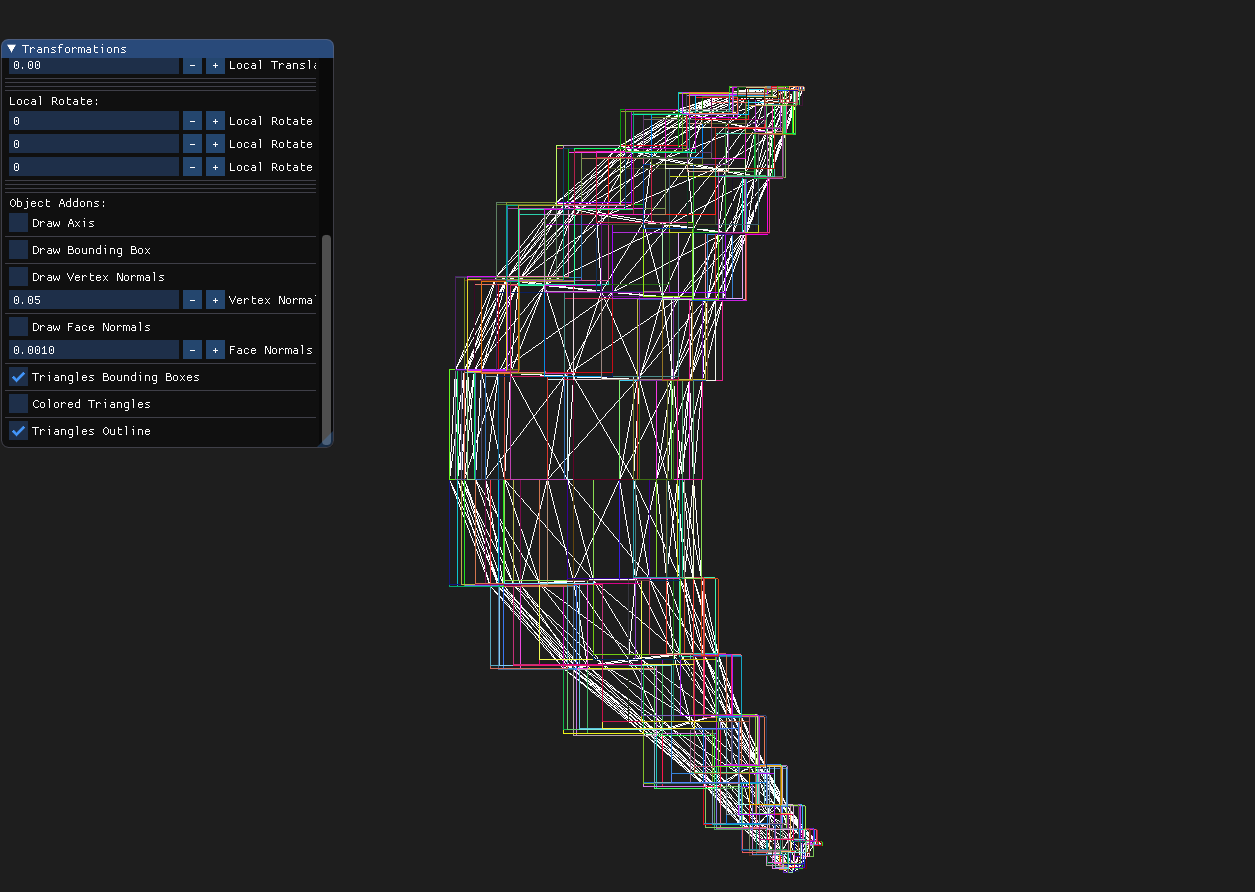 Transformations
0.00 - + Local Transla
Local Rotate:
0 - + Local Rotate
0 - + Local Rotate
0 - + Local Rotate
Object Addons:
Draw Axis
Draw Bounding Box
Draw Vertex Normals
0.05 - + Vertex Norma
Draw Face Normals
0.0010 - + Face Normals
Triangles Bounding Boxes
Colored Triangles
Triangles Outline